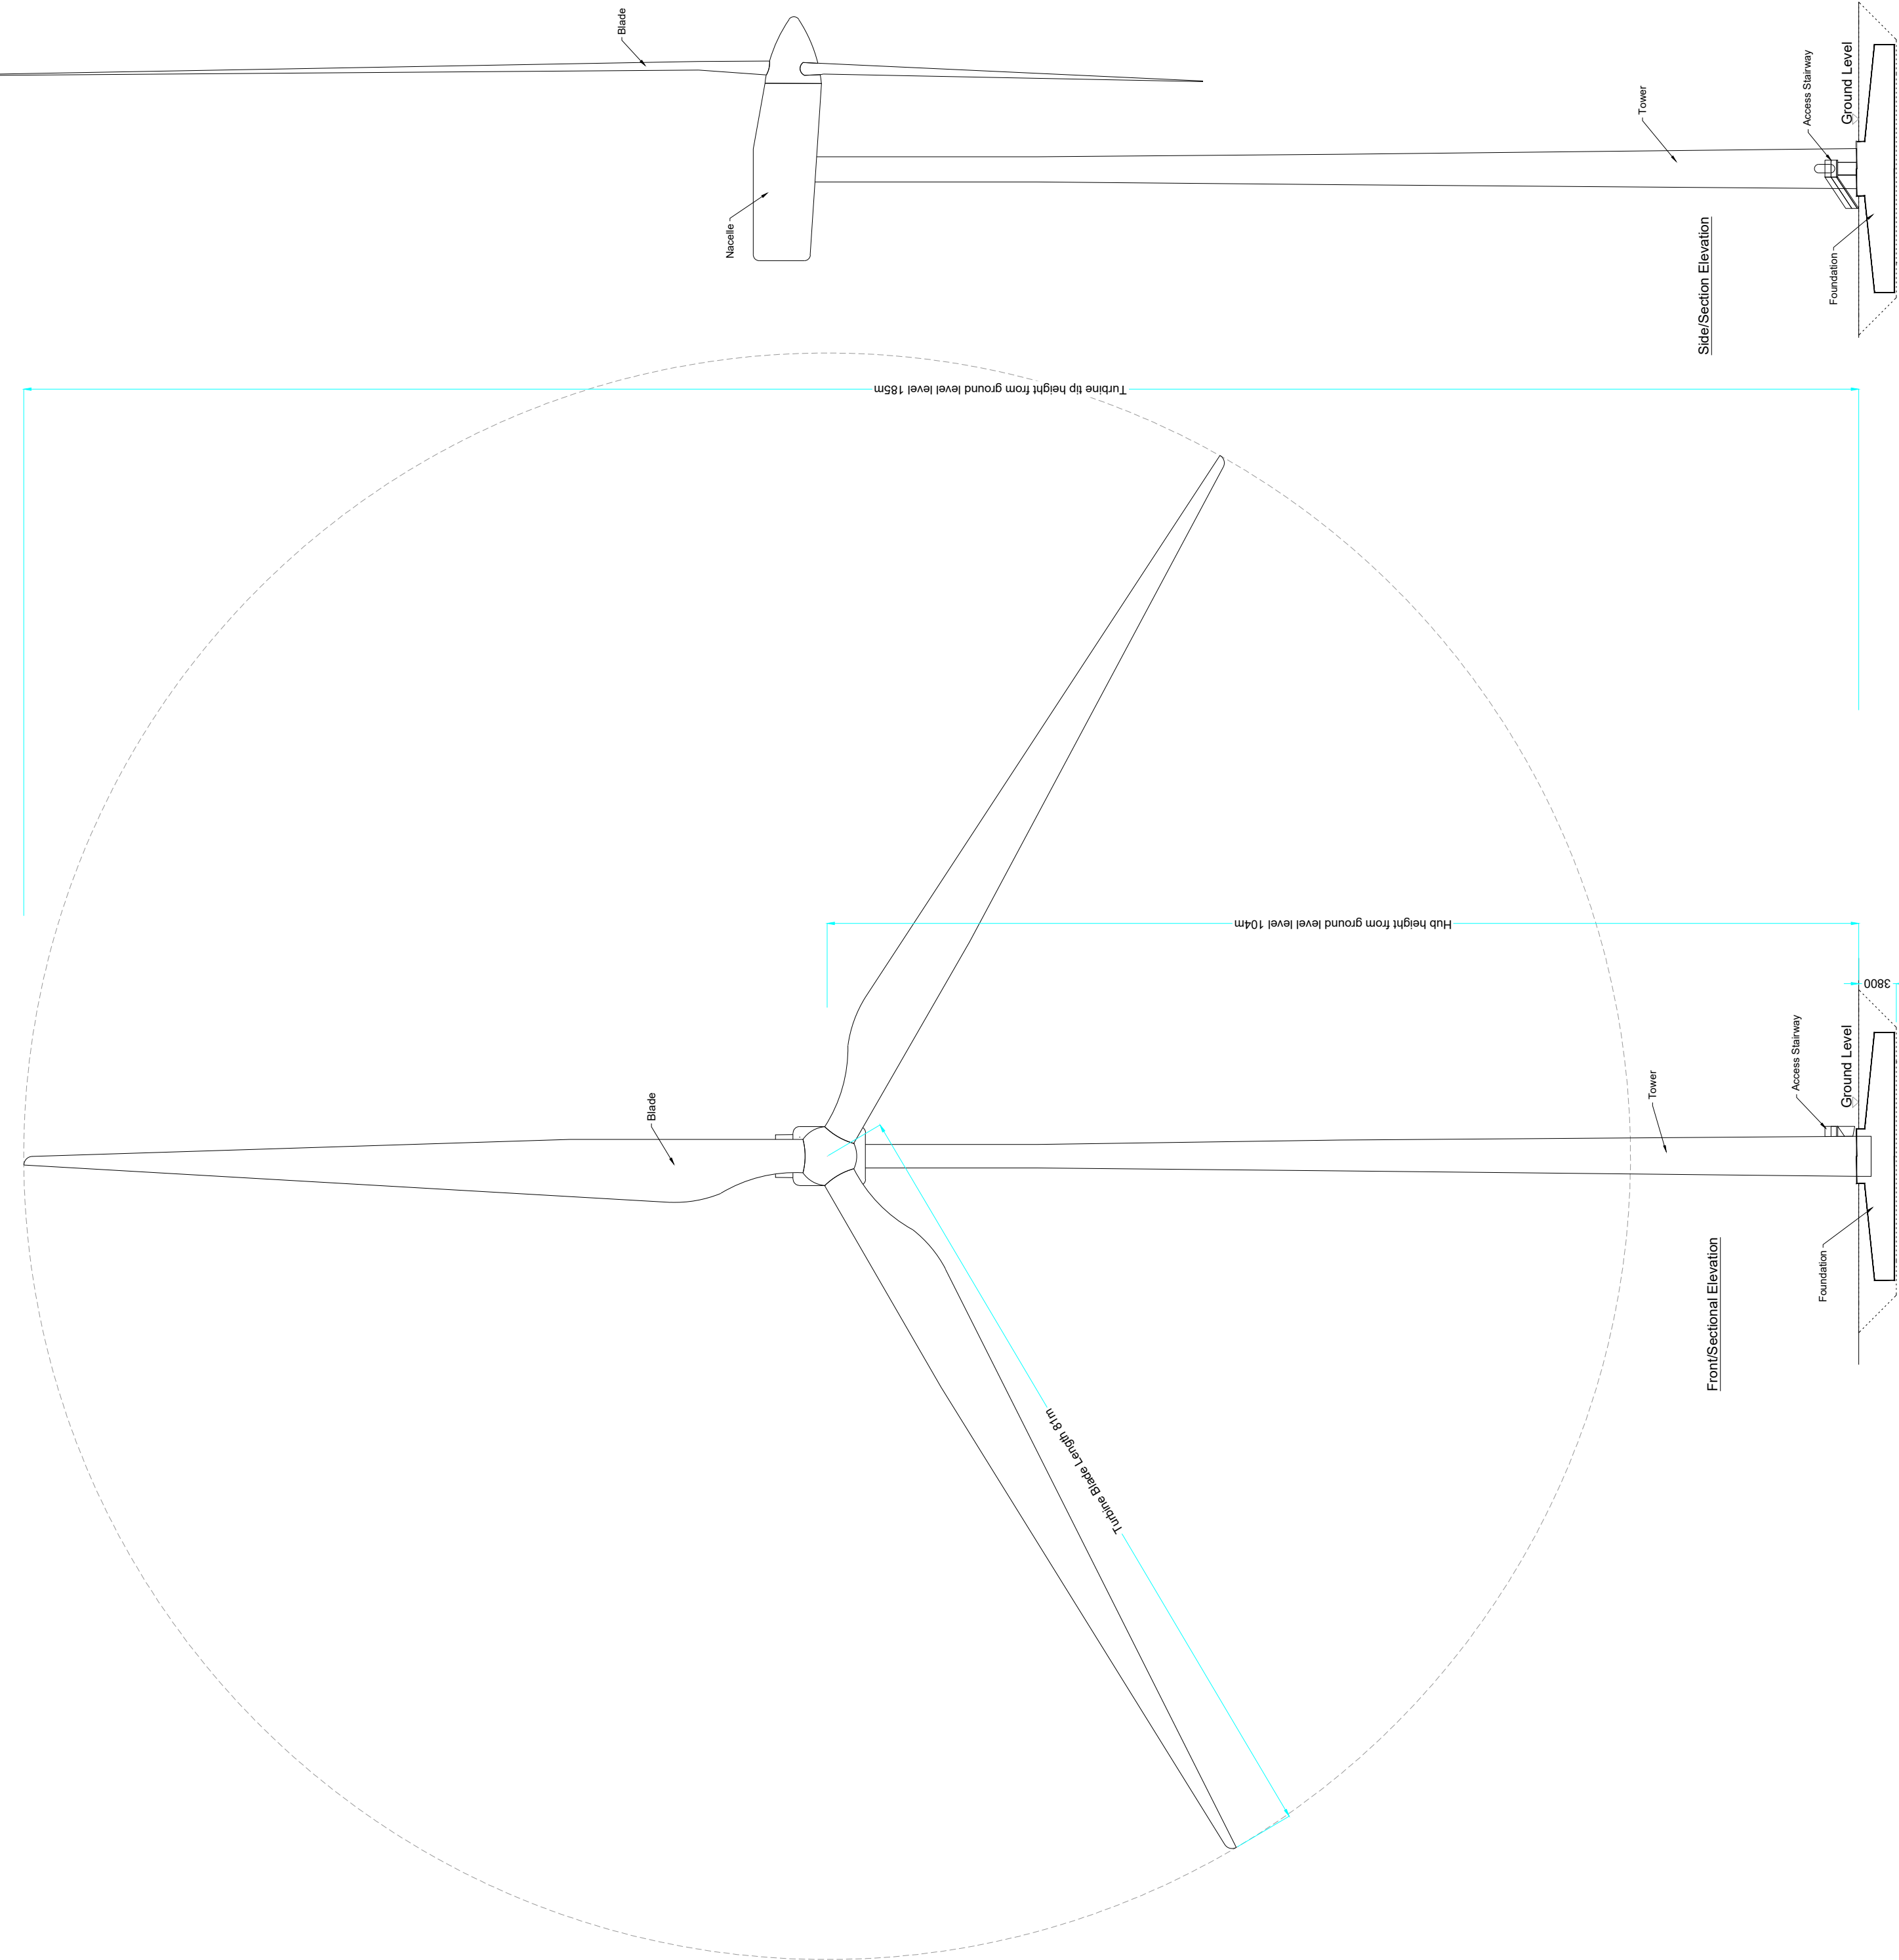 Blade
Nacelle
Tower
Access Stairway
Ground Level
Foundation
Side/Section Elevation
Turbine tip height from ground level level 185m
Hub height from ground level level 104m
3800
Blade
Tower
Access Stairway
Ground Level
Foundation
Front/Sectional Elevation
Turbine Blade Length 81m